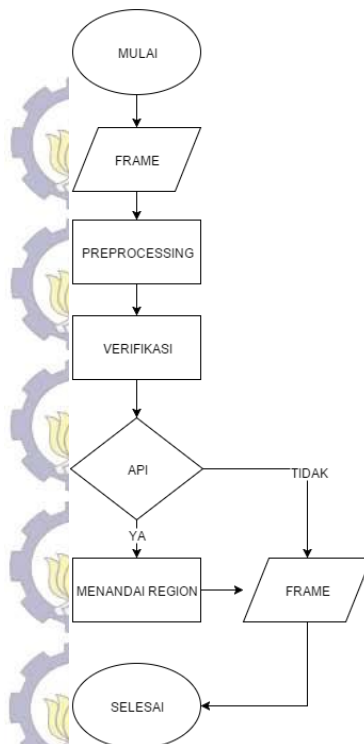 MULAI
FRAME
PREPROCESSING
VERIFIKASI
API
TIDAK
YA
MENANDAI REGION
FRAME
SELESAI